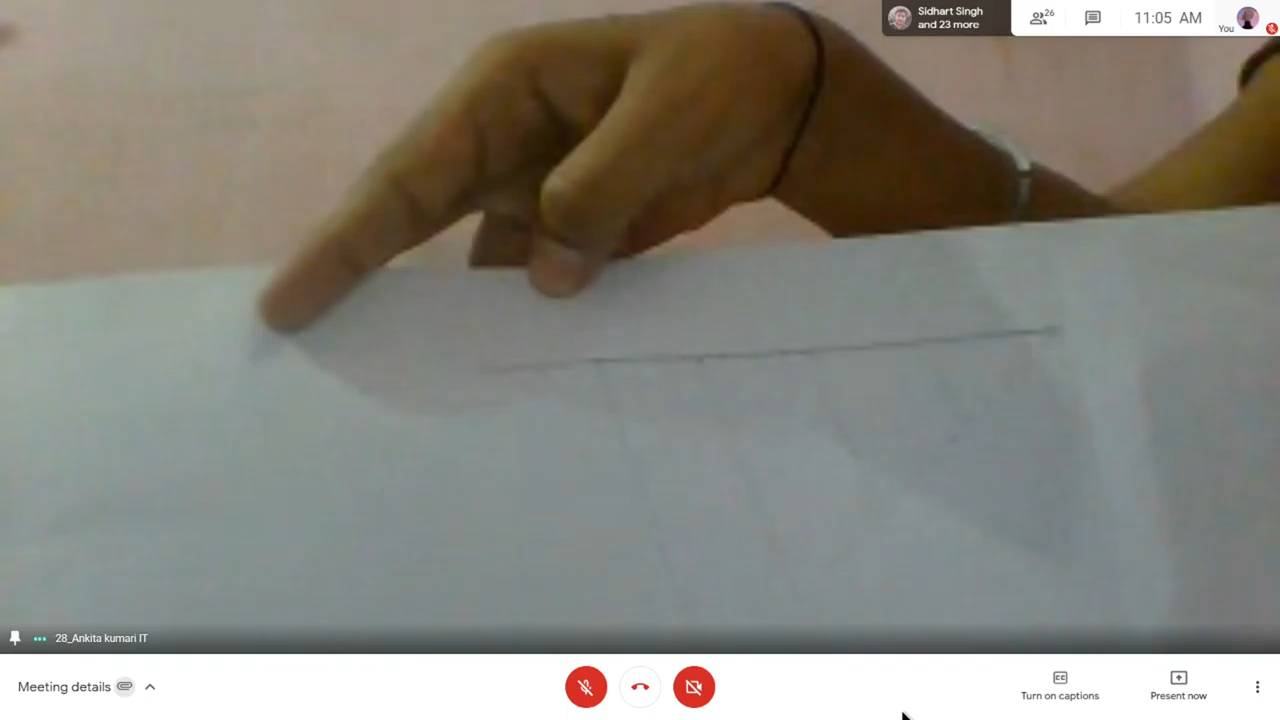 Sidhart Singh
and 23 more
26
11:05 AM
You
28_Ankita kumari IT
Meeting details
Turn on captions
Present now